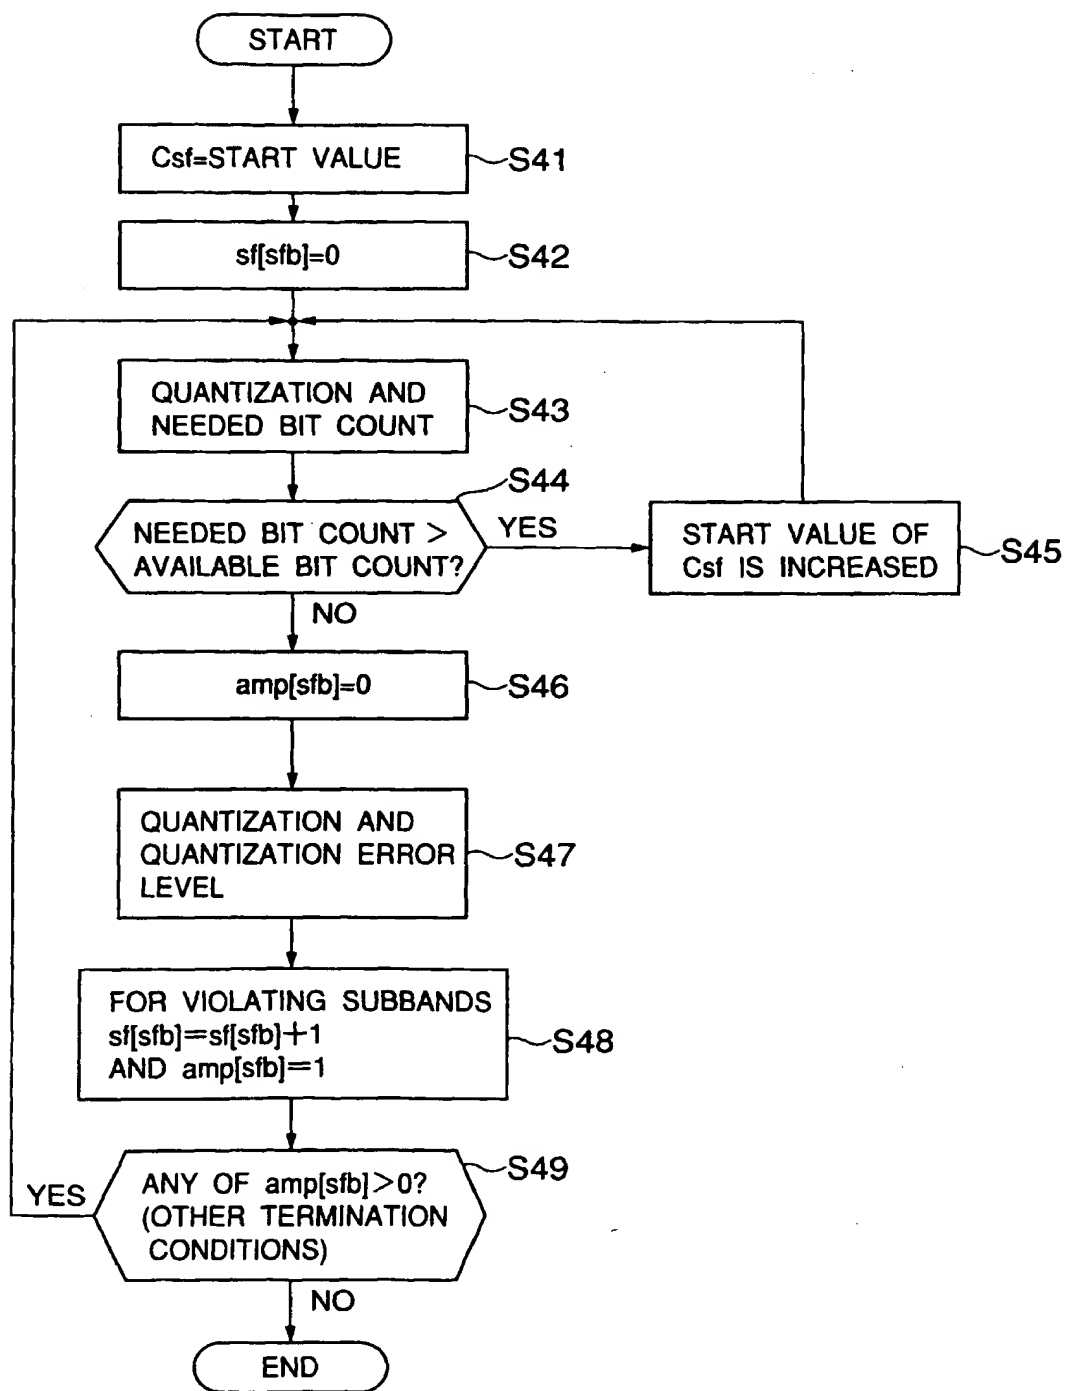 START
Csf=START VALUE
S41
sf[sfb]=0
S42
QUANTIZATION AND
NEEDED BIT COUNT
S43
S44
NEEDED BIT COUNT >
AVAILABLE BIT COUNT?
YES
START VALUE OF
Csf IS INCREASED
S45
NO
amp[sfb]=0
S46
QUANTIZATION AND
QUANTIZATION ERROR
LEVEL
S47
FOR VIOLATING SUBBANDS
sf[sfb]=sf[sfb]+1
AND amp[sfb]=1
S48
S49
YES
ANY OF amp[sfb]>0?
(OTHER TERMINATION
CONDITIONS)
NO
END